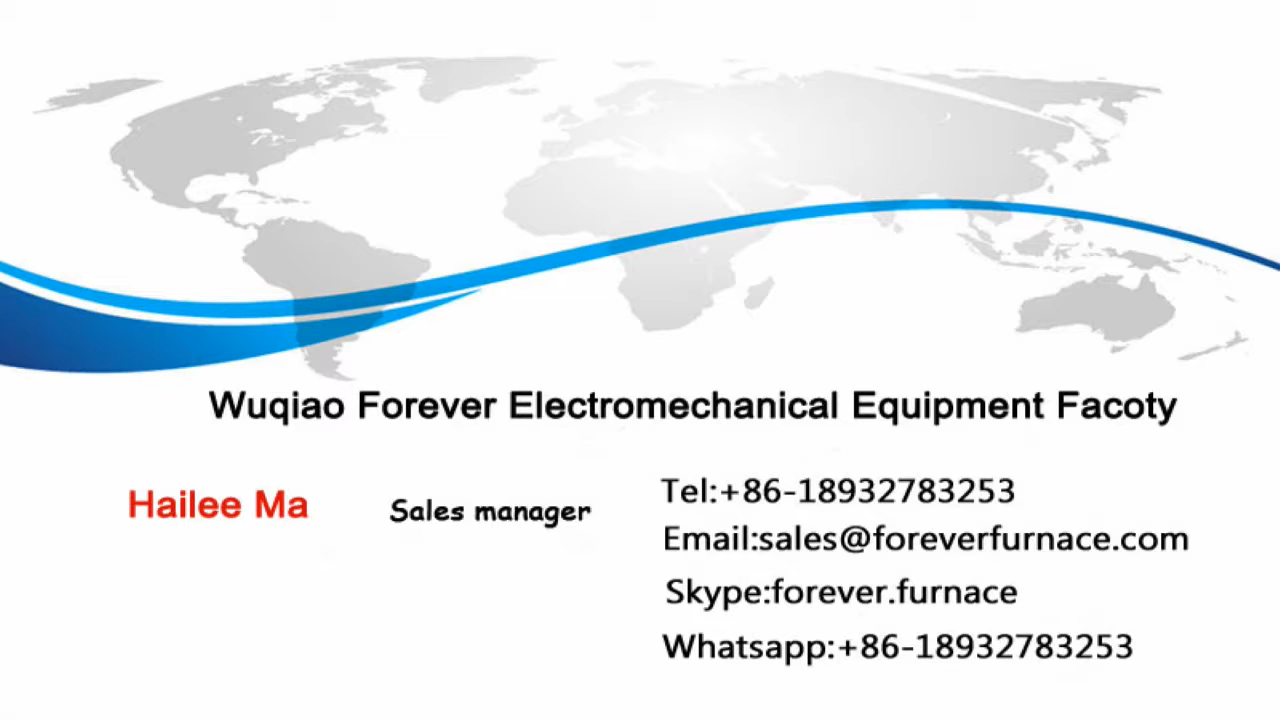 Wuqiao Forever Electromechanical Equipment Facoty
Hailee Ma
Sales manager
Tel:+86-18932783253
Email:sales@foreverfurnace.com
Skype:forever.furnace
Whatsapp:+86-18932783253